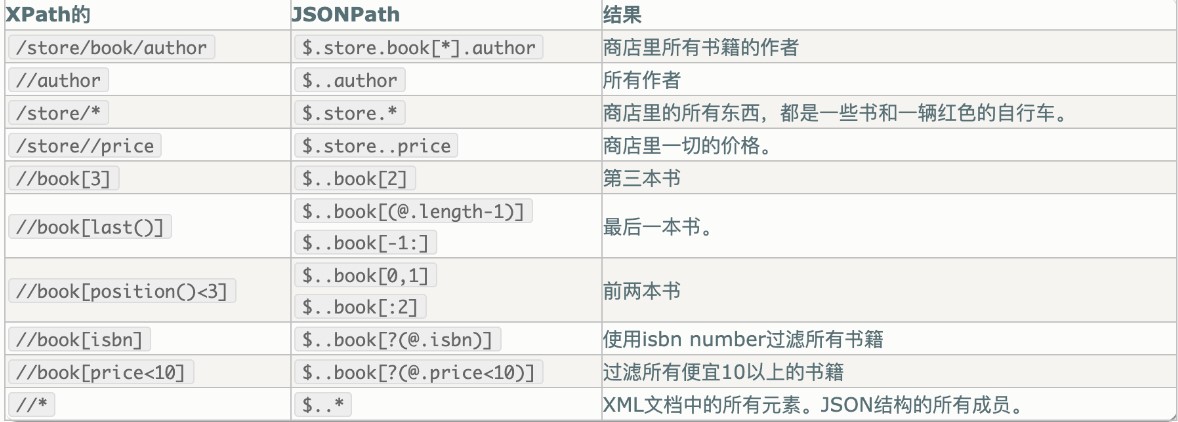 XPath的 JSONPath 结果
/store/book/author $.store.book[*].author 商店里所有书籍的作者
//author $..author 所有作者
/store/* $.store.* 商店里的所有东西，都是一些书和一辆红色的自行车。
/store//price $.store..price 商店里一切的价格。
//book[3] $..book[2] 第三本书
//book[last()] $..book[(@.length-1)] 最后一本书。
$..book[-1:]
//book[position()<3] $..book[0,1] 前两本书
$..book[:2]
//book[isbn] $..book[?(@.isbn)] 使用isbn number过滤所有书籍
//book[price<10] $..book[?(@.price<10)] 过滤所有便宜10以上的书籍
//* $..* XML文档中的所有元素。JSON结构的所有成员。